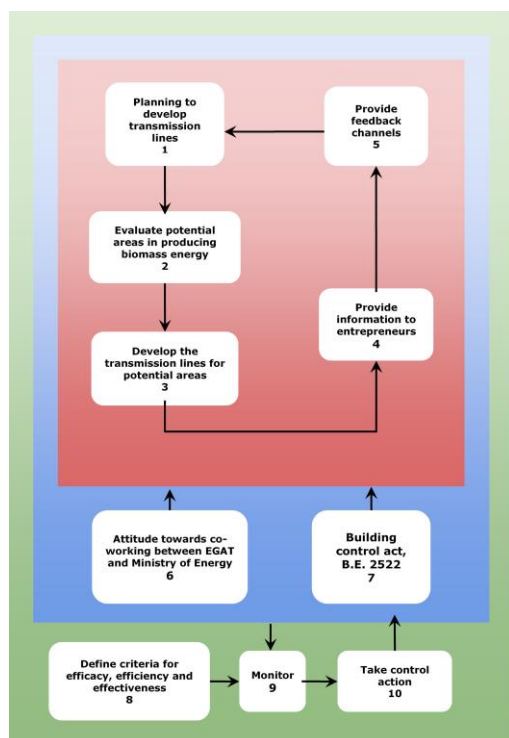 Planning to
develop
transmission
lines
1
Provide
feedback
channels
5
Evaluate potential
areas in producing
biomass energy
2
Provide
information to
entrepreneurs
4
Develop the
transmission lines for
potential areas
3
Attitude towards co-
working between EGAT
and Ministry of Energy
6
Building
control act,
B.E. 2522
7
Define criteria for
efficacy, efficiency and
effectiveness
8
Monitor
9
Take control
action
10